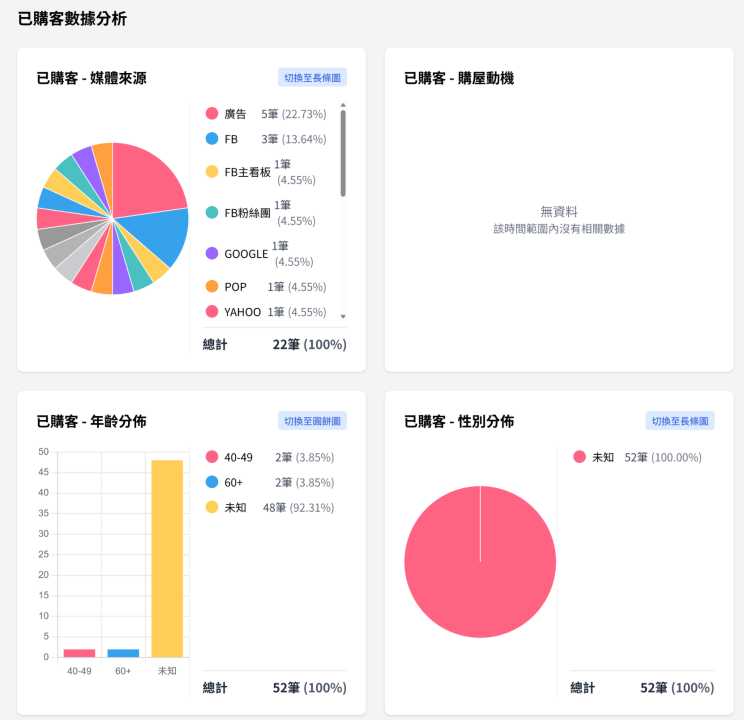 已購客數據分析
已購客 - 媒體來源
切換至長條圖
廣告 5筆 (22.73%)
FB 3筆 (13.64%)
FB主看板 1筆
(4.55%)
FB粉絲團 1筆
(4.55%)
GOOGLE 1筆
(4.55%)
POP 1筆 (4.55%)
YAHOO 1筆 (4.55%)
總計 22筆 (100%)
已購客 - 購屋動機
無資料
該時間範圍內沒有相關數據
已購客 - 年齡分佈
切換至圓餅圖
50
45
40
35
30
25
20
15
10
5
0
40-49 60+ 未知
40-49 2筆 (3.85%)
60+ 2筆 (3.85%)
未知 48筆 (92.31%)
總計 52筆 (100%)
已購客 - 性別分佈
切換至長條圖
未知 52筆 (100.00%)
總計 52筆 (100%)